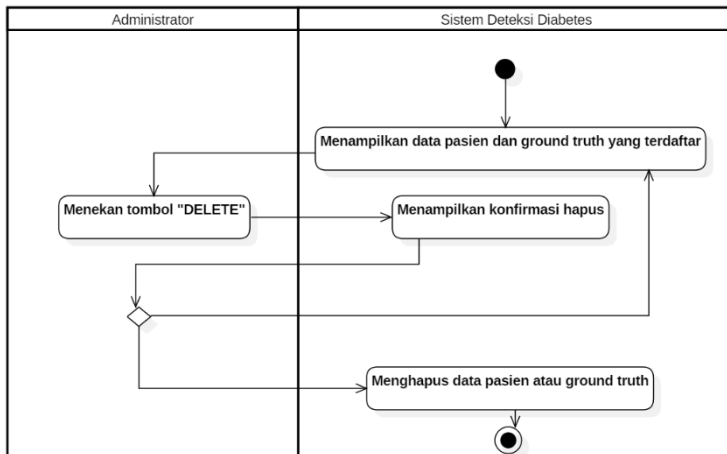 Administrator
Sistem Deteksi Diabetes
Menampilkan data pasien dan ground truth yang terdaftar
Menekan tombol "DELETE"
Menampilkan konfirmasi hapus
Menghapus data pasien atau ground truth